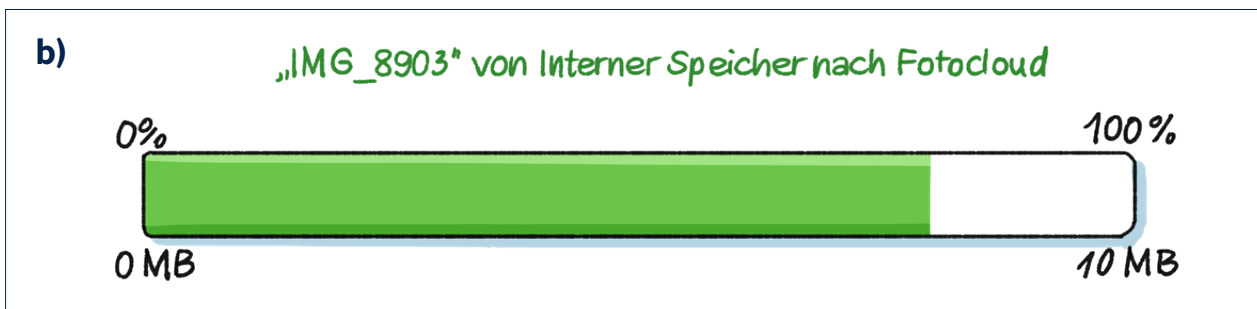 b)
„IMG_8903" von Interner Speicher nach Fotocloud
0% 100%
0 MB 10 MB